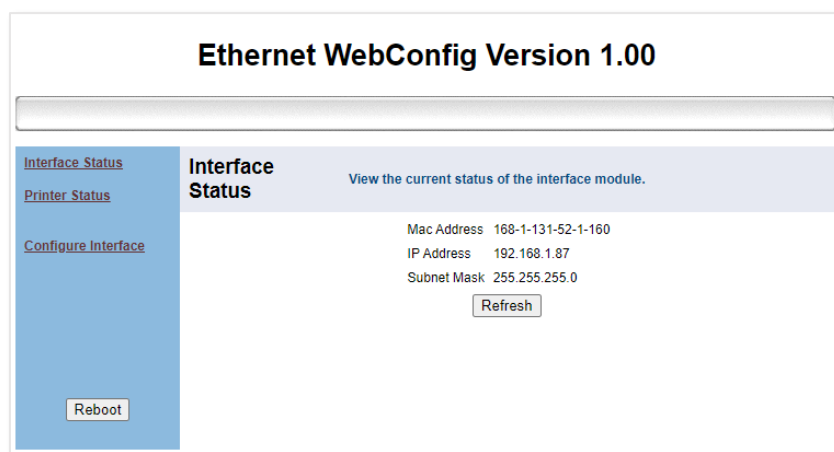 Ethernet WebConfig Version 1.00
Interface Status
Printer Status
Configure Interface
Reboot
Interface
Status
View the current status of the interface module.
Mac Address 168-1-131-52-1-160
IP Address 192.168.1.87
Subnet Mask 255.255.255.0
Refresh